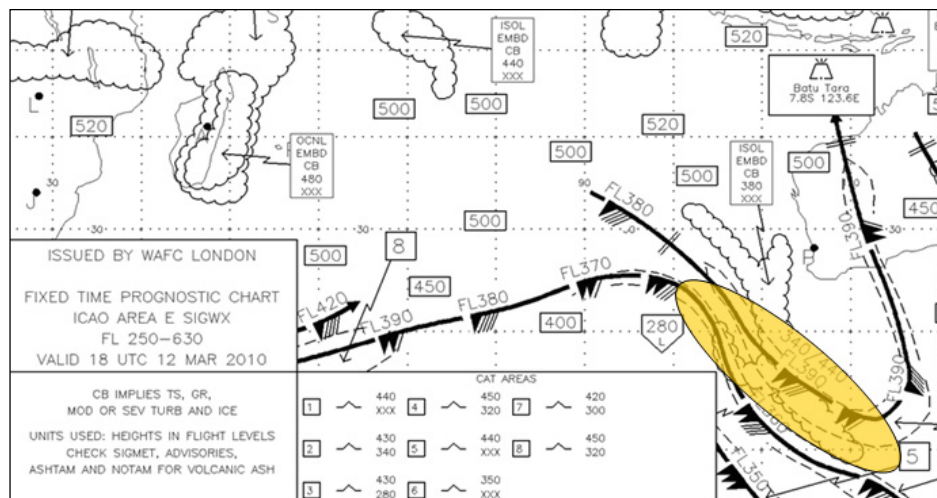 ISOL
EMBD
CB
440
XXX
520
Batu Tara
7.8S 123.6E
L
520
500
500
520
500
500
500
450
OCNL
EMBD
CB
480
XXX
ISOL
EMBD
CB
380
XXX
30
90
30
30
J
P
FL380
FL390
500
500
8
450
FL420
FL390
FL380
FL370
400
280
L
340/440
FL390
FL390
5
FL350
ISSUED BY WAFC LONDON
FIXED TIME PROGNOSTIC CHART
ICAO AREA E SIGWX
FL 250-630
VALID 18 UTC 12 MAR 2010
CB IMPLIES TS, GR,
MOD OR SEV TURB AND ICE
UNITS USED: HEIGHTS IN FLIGHT LEVELS
CHECK SIGMET, ADVISORIES,
ASHTAM AND NOTAM FOR VOLCANIC ASH
CAT AREAS
1 440 XXX 4 450 320 7 420 300
2 430 340 5 440 XXX 8 450 320
3 430 280 6 350 XXX